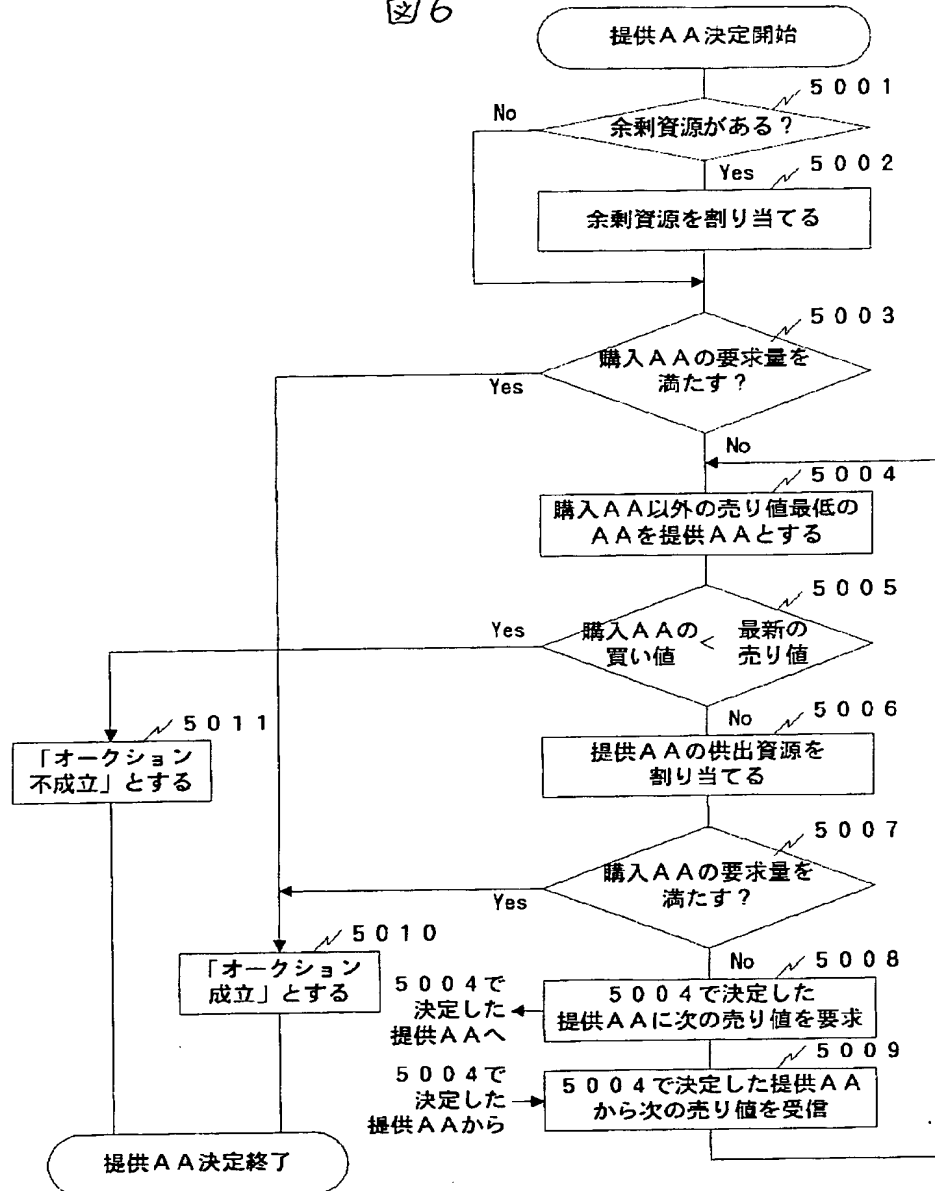 図6
提供AA決定開始
5001
No
余剰資源がある?
5002
Yes
余剰資源を割り当てる
5003
購入AAの要求量を
満たす?
Yes
No
5004
購入AA以外の売り値最低の
AAを提供AAとする
5005
Yes
購入AAの
買い値
<
最新の
売り値
5011
No
5006
「オークション
不成立」とする
提供AAの供出資源を
割り当てる
5007
購入AAの要求量を
満たす?
Yes
5010
No
5008
「オークション
成立」とする
5004で
決定した
提供AAへ
5004で決定した
提供AAに次の売り値を要求
5009
5004で
決定した
提供AAから
5004で決定した提供AA
から次の売り値を受信
提供AA決定終了